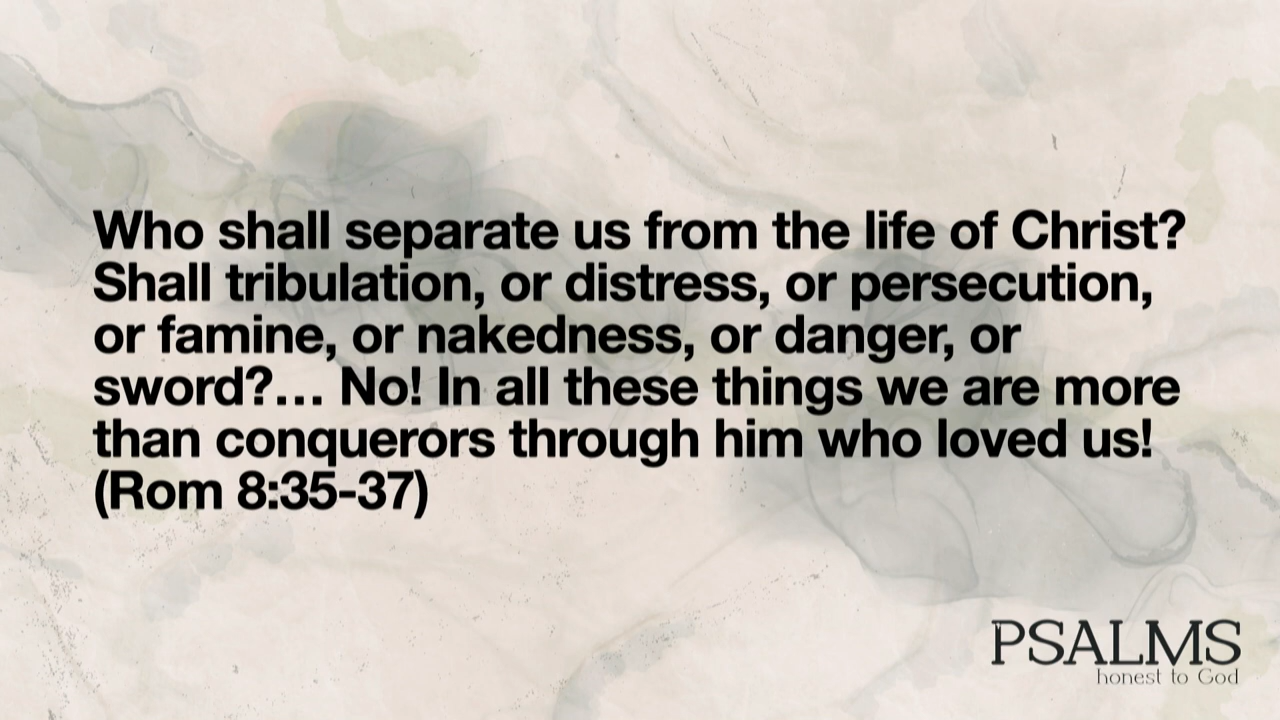 Who shall separate us from the life of Christ?
Shall tribulation, or distress, or persecution,
or famine, or nakedness, or danger, or
sword?… No! In all these things we are more
than conquerors through him who loved us!
(Rom 8:35-37)
PSALMS
honest to God